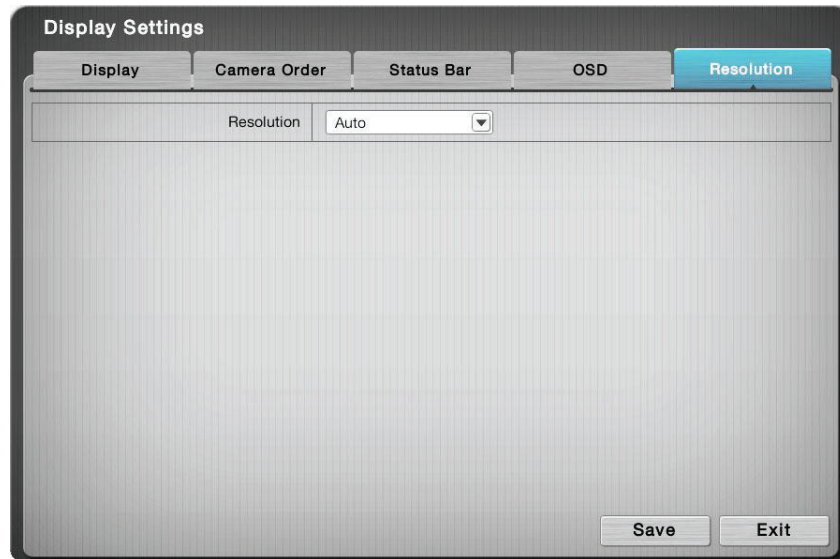 Display Settings
Display Camera Order Status Bar OSD Resolution
Resolution Auto
Save Exit